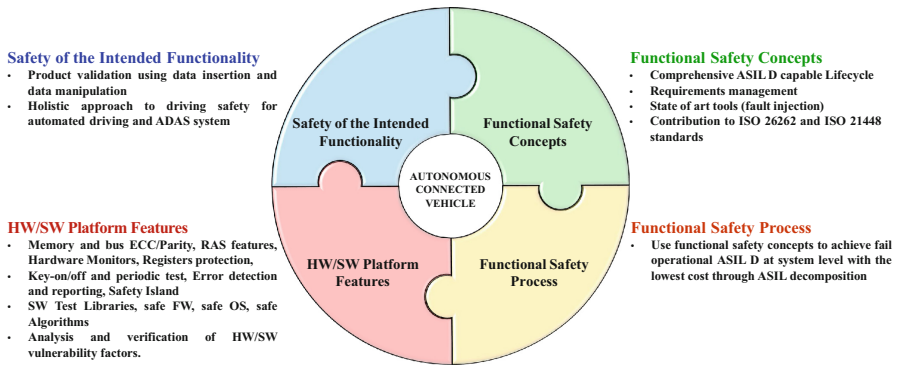 Safety of the Intended Functionality
• Product validation using data insertion and
data manipulation
• Holistic approach to driving safety for
automated driving and ADAS system
Functional Safety Concepts
• Comprehensive ASIL D capable Lifecycle
• Requirements management
• State of art tools (fault injection)
• Contribution to ISO 26262 and ISO 21448
standards
Safety of the Intended
Functionality
Functional Safety
Concepts
AUTONOMOUS
CONNECTED
VEHICLE
HW/SW Platform
Features
Functional Safety
Process
HW/SW Platform Features
• Memory and bus ECC/Parity, RAS features,
Hardware Monitors, Registers protection,
• Key-on/off and periodic test, Error detection
and reporting, Safety Island
• SW Test Libraries, safe FW, safe OS, safe
Algorithms
• Analysis and verification of HW/SW
vulnerability factors.
Functional Safety Process
• Use functional safety concepts to achieve fail
operational ASIL D at system level with the
lowest cost through ASIL decomposition